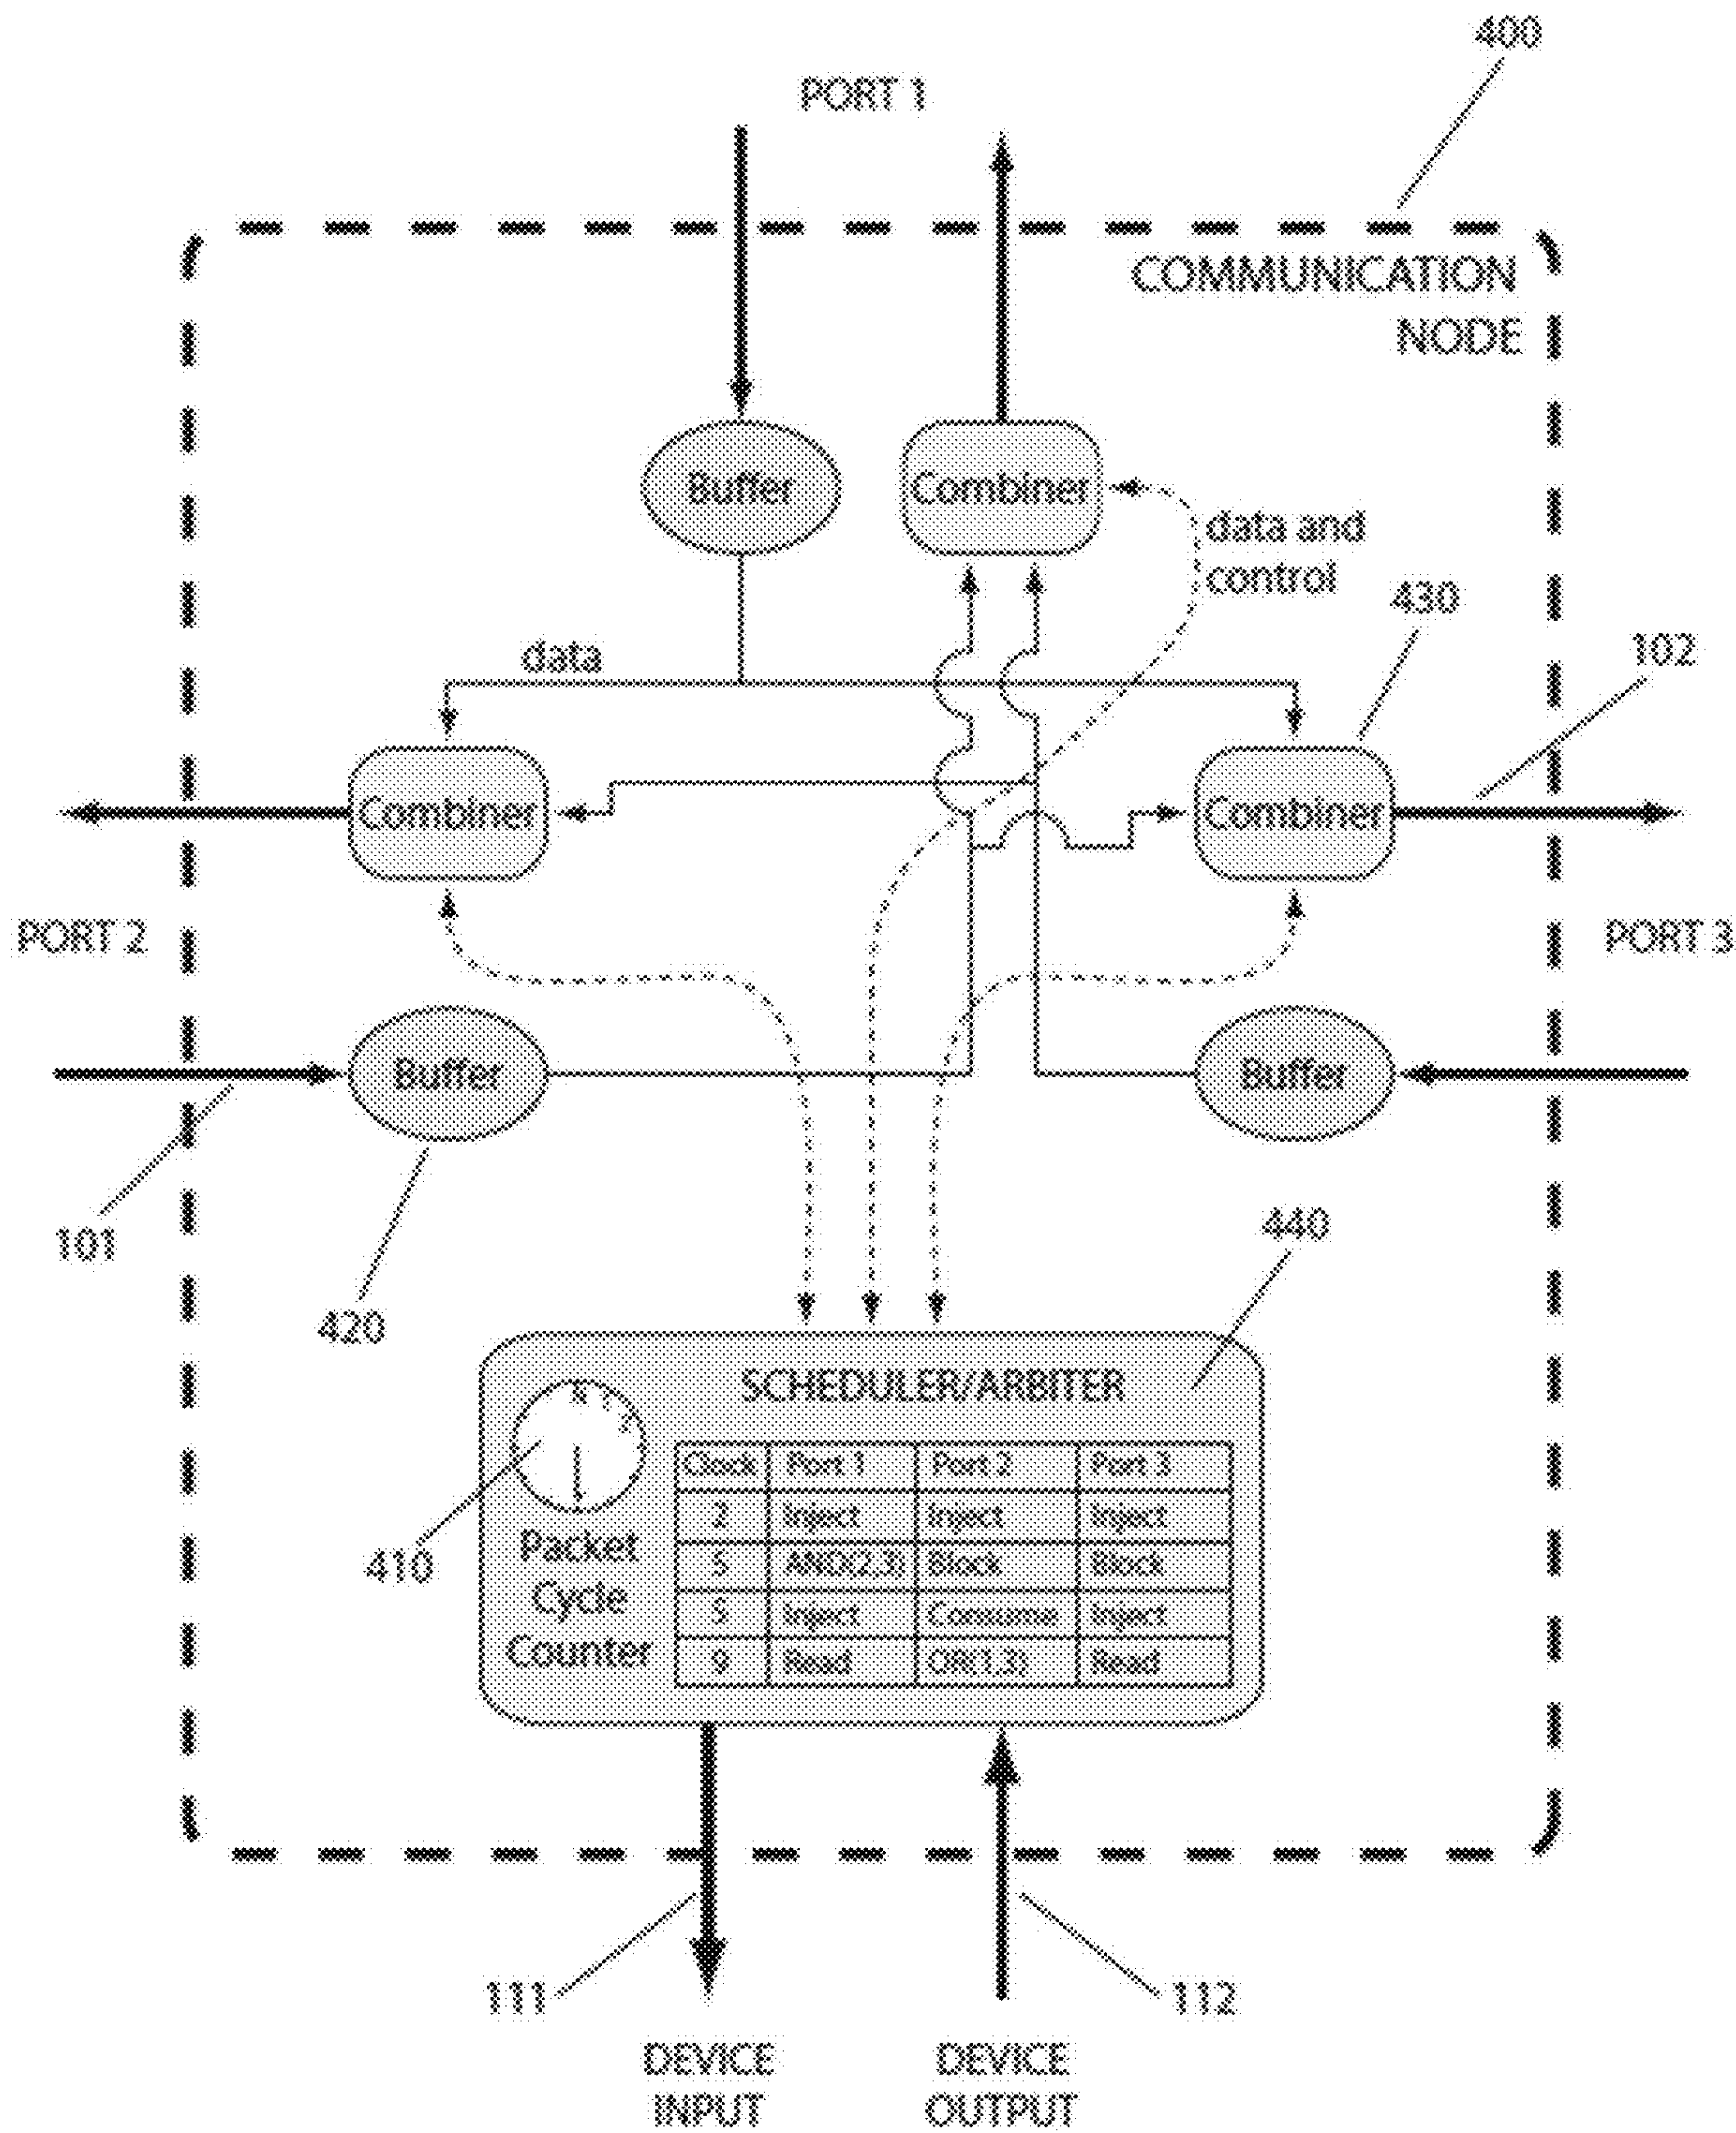 400
PORT 1
COMMUNICATION
NODE
Buffer
Combiner
data and
control
430
data
102
Combiner
Combiner
PORT 2
PORT 3
Buffer
Buffer
101
440
420
SCHEDULER/ARBITER
1
2
Clock Port 1 Port 2 Port 3
2 Inject Inject Inject
5 AND(2,3) Block Block
5 Inject Consume Inject
9 Read OR(1,3) Read
410
Packet
Cycle
Counter
111
112
DEVICE
INPUT
DEVICE
OUTPUT